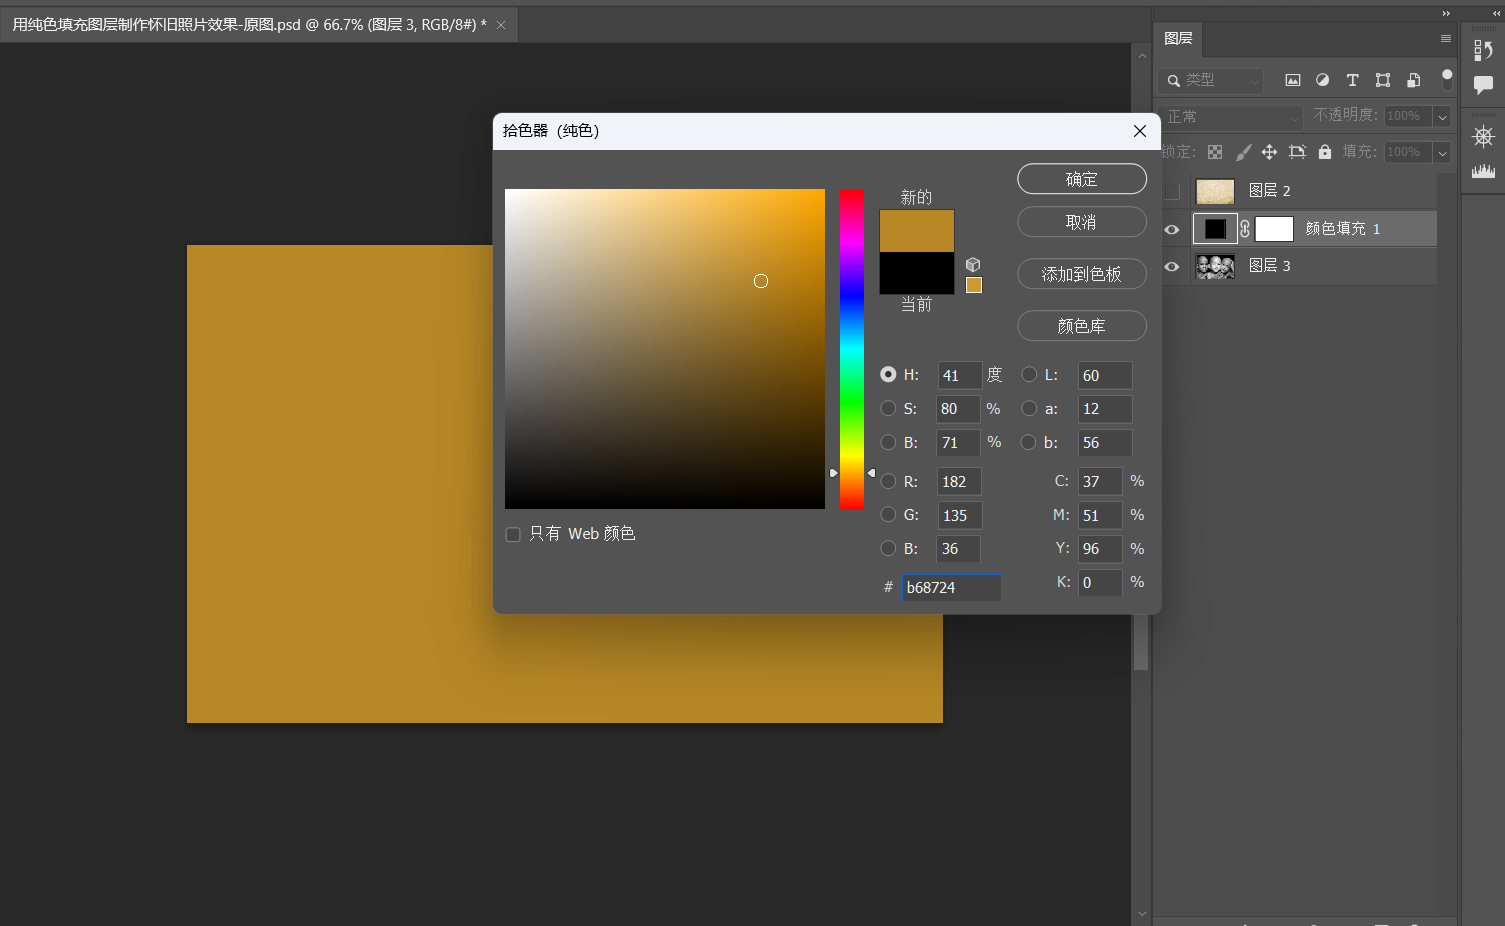 用纯色填充图层制作怀旧照片效果-原图.psd @ 66.7% (图层 3, RGB/8#) *
图层
类型
正常
不透明度: 100%
锁定:
填充: 100%
图层 2
颜色填充 1
图层 3
拾色器 (纯色)
新的
当前
确定
取消
添加到色板
颜色库
H: 41 度
S: 80 %
B: 71 %
R: 182
G: 135
B: 36
# b68724
L: 60
a: 12
b: 56
C: 37 %
M: 51 %
Y: 96 %
K: 0 %
只有 Web 颜色